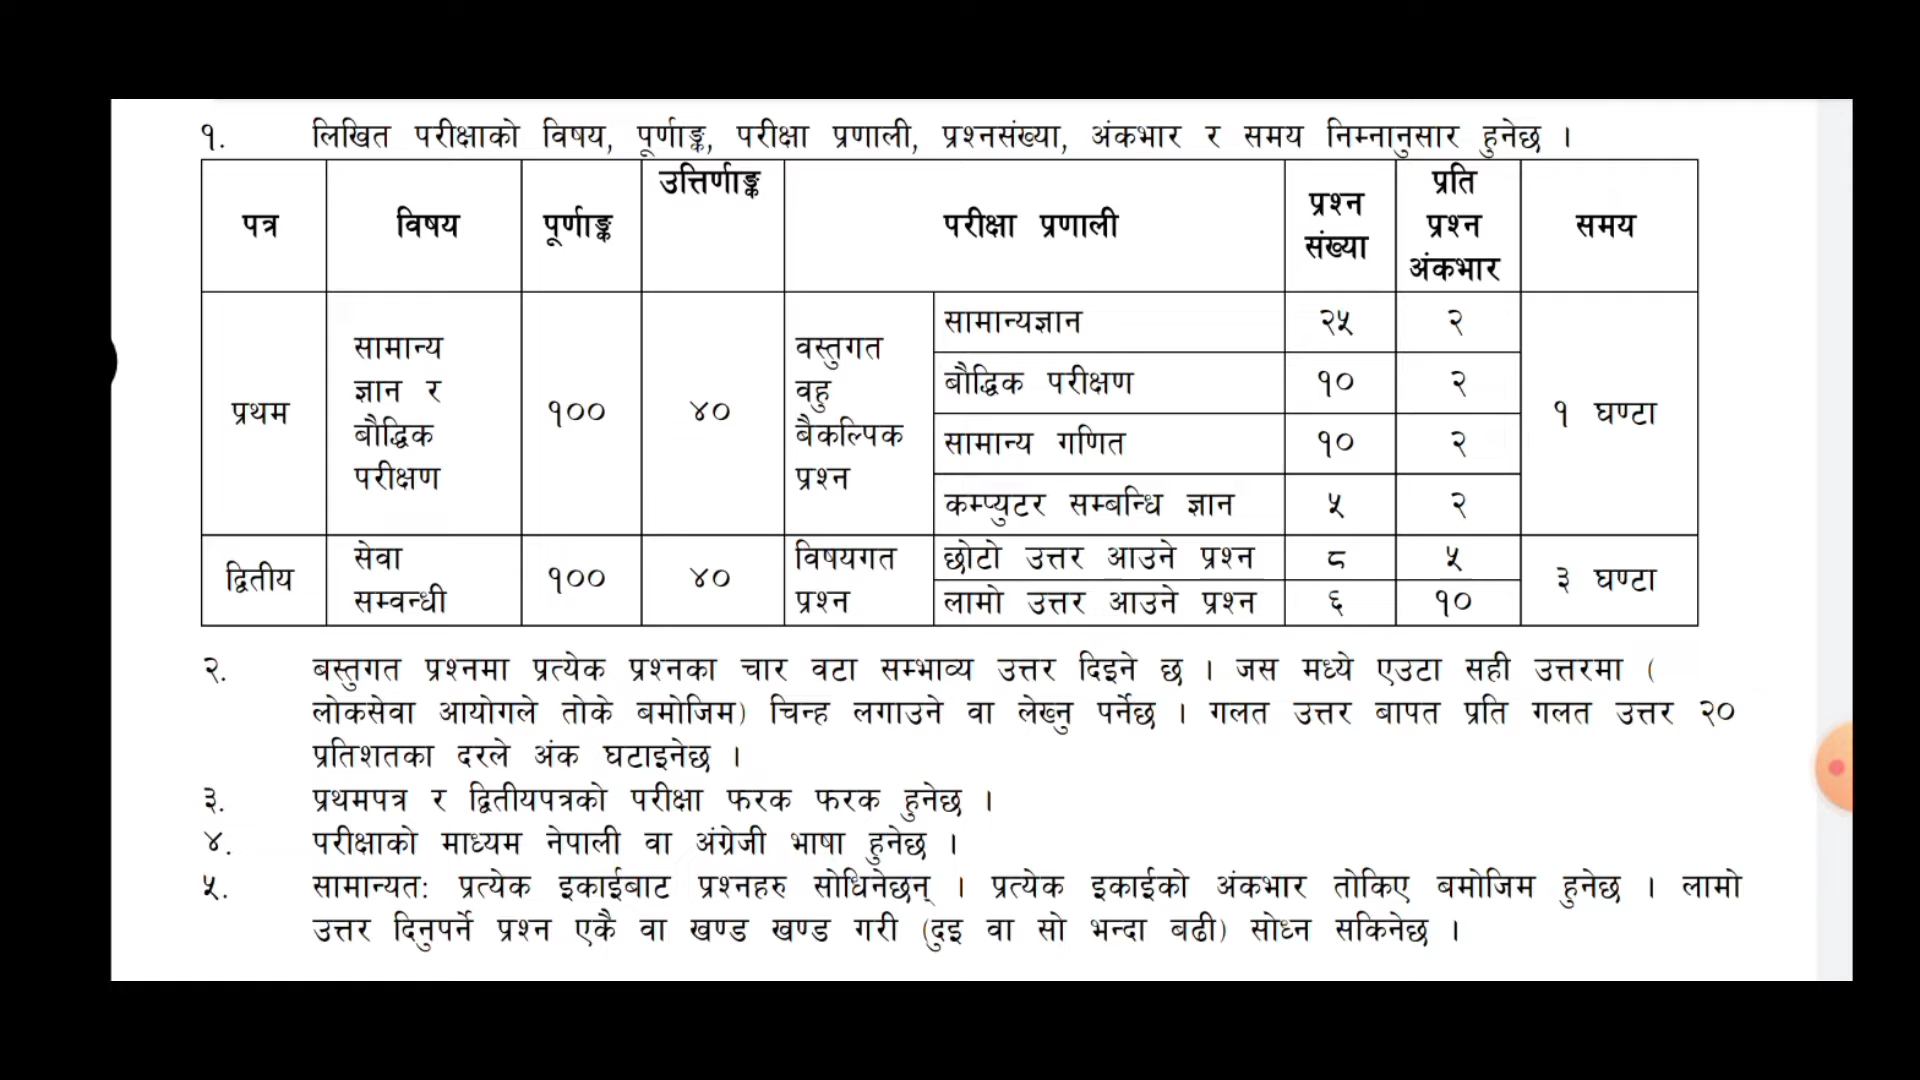 १. लिखित परीक्षाको विषय, पूर्णाङ्क, परीक्षा प्रणाली, प्रश्नसंख्या, अंकभार र समय निम्नानुसार हुनेछ ।
पत्र विषय पूर्णाङ्क उत्तिर्णाङ्क परीक्षा प्रणाली प्रश्न संख्या प्रति प्रश्न अंकभार समय
प्रथम सामान्य ज्ञान र बौद्धिक परीक्षण १०० ४० वस्तुगत वहु बैकल्पिक प्रश्न सामान्यज्ञान २५ २ १ घण्टा
बौद्धिक परीक्षण १० २
सामान्य गणित १० २
कम्प्युटर सम्बन्धि ज्ञान ५ २
द्वितीय सेवा सम्वन्धी १०० ४० विषयगत प्रश्न छोटो उत्तर आउने प्रश्न ८ ५ ३ घण्टा
लामो उत्तर आउने प्रश्न ६ १०
२. बस्तुगत प्रश्नमा प्रत्येक प्रश्नका चार वटा सम्भाव्य उत्तर दिइने छ । जस मध्ये एउटा सही उत्तरमा (
लोकसेवा आयोगले तोके बमोजिम) चिन्ह लगाउने वा लेख्नु पर्नेछ । गलत उत्तर बापत प्रति गलत उत्तर २०
प्रतिशतका दरले अंक घटाइनेछ ।
३. प्रथमपत्र र द्वितीयपत्रको परीक्षा फरक फरक हुनेछ ।
४. परीक्षाको माध्यम नेपाली वा अंग्रेजी भाषा हुनेछ ।
५. सामान्यतः प्रत्येक इकाईबाट प्रश्नहरु सोधिनेछन् । प्रत्येक इकाईको अंकभार तोकिए बमोजिम हुनेछ । लामो
उत्तर दिनुपर्ने प्रश्न एकै वा खण्ड खण्ड गरी (दुइ वा सो भन्दा बढी) सोध्न सकिनेछ ।